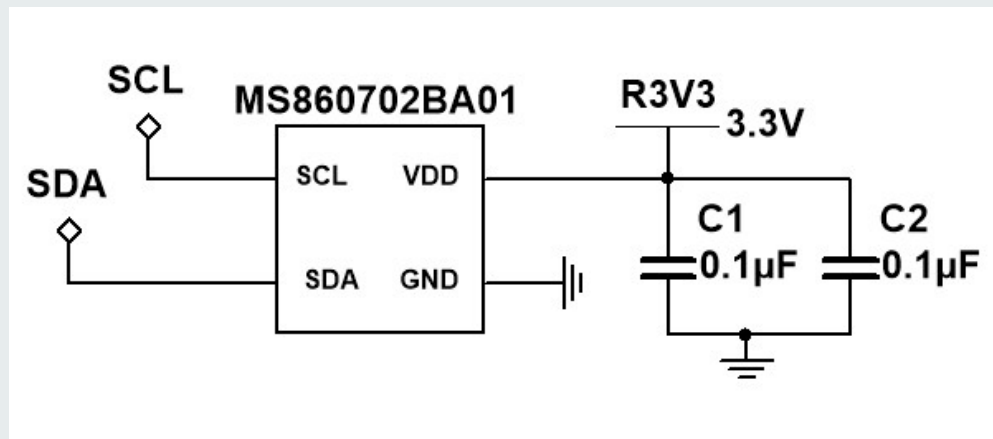 SCL
MS860702BA01
R3V3
3.3V
SDA
SCL VDD
SDA GND
C1
0.1µF
C2
0.1µF